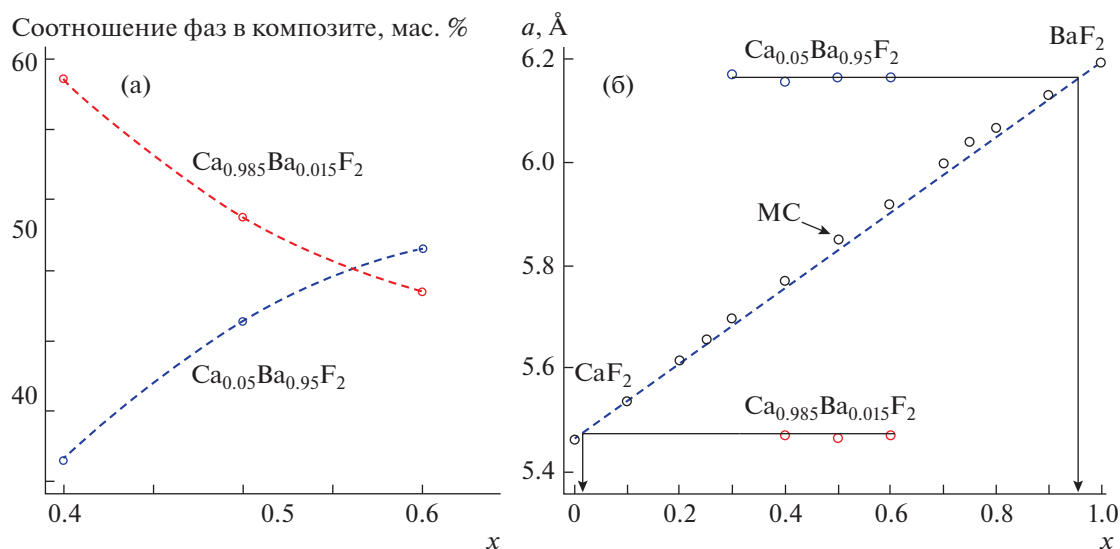 Соотношение фаз в композите, мас. %
60
(а)
Ca0.985Ba0.015F2
50
Ca0.05Ba0.95F2
40
0.4
0.5
0.6
x
a, Å
BaF2
6.2
Ca0.05Ba0.95F2
(б)
6.0
МС
5.8
5.6
CaF2
Ca0.985Ba0.015F2
5.4
0
0.2
0.4
0.6
0.8
1.0
x